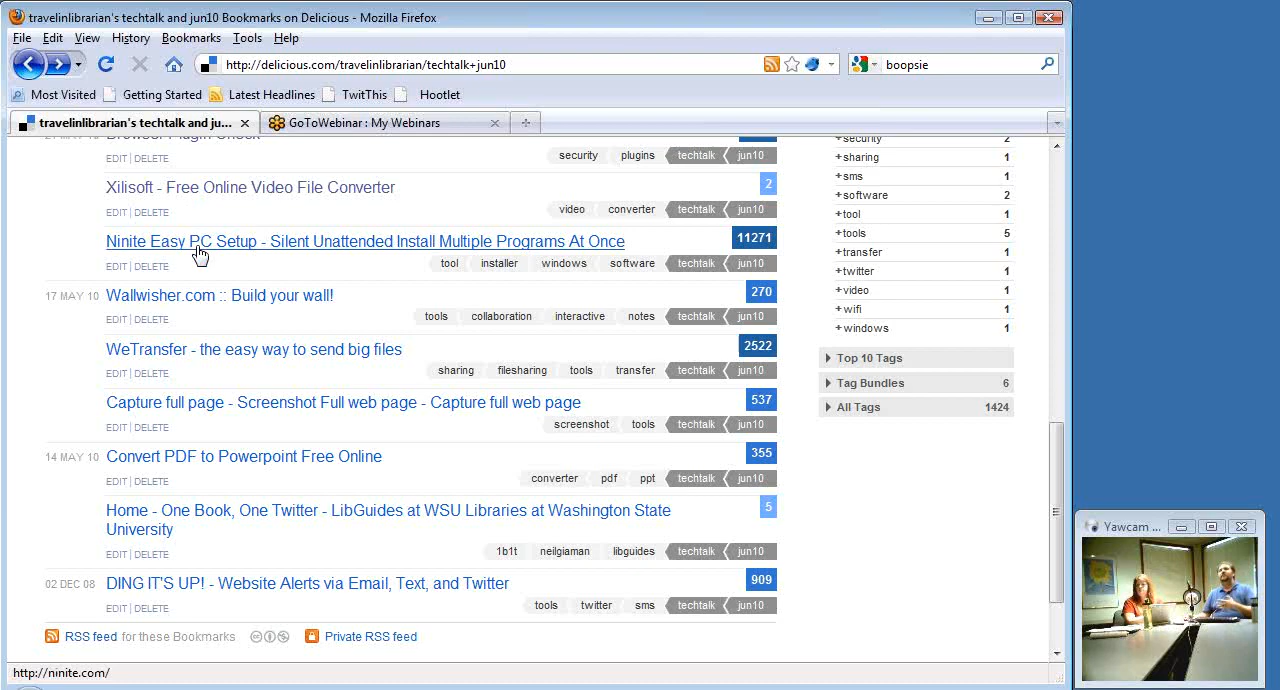 travelinlibrarian's techtalk and jun10 Bookmarks on Delicious - Mozilla Firefox
File Edit View History Bookmarks Tools Help
http://delicious.com/travelinlibrarian/techtalk+jun10 boopsie
Most Visited Getting Started Latest Headlines TwitThis Hootlet
travelinlibrarian's techtalk and ju... GoToWebinar : My Webinars
Browser Plugin Check
EDIT | DELETE security plugins techtalk jun10
Xilisoft - Free Online Video File Converter 2
EDIT | DELETE video converter techtalk jun10
Ninite Easy PC Setup - Silent Unattended Install Multiple Programs At Once 11271
EDIT | DELETE tool installer windows software techtalk jun10
17 MAY 10 Wallwisher.com :: Build your wall! 270
EDIT | DELETE tools collaboration interactive notes techtalk jun10
WeTransfer - the easy way to send big files 2522
EDIT | DELETE sharing filesharing tools transfer techtalk jun10
Capture full page - Screenshot Full web page - Capture full web page 537
EDIT | DELETE screenshot tools techtalk jun10
14 MAY 10 Convert PDF to Powerpoint Free Online 355
EDIT | DELETE converter pdf ppt techtalk jun10
Home - One Book, One Twitter - LibGuides at WSU Libraries at Washington State 5
University
EDIT | DELETE 1b1t neilgiaman libguides techtalk jun10
02 DEC 08 DING IT'S UP! - Website Alerts via Email, Text, and Twitter 909
EDIT | DELETE tools twitter sms techtalk jun10
RSS feed for these Bookmarks Private RSS feed
+security 2
+sharing 1
+sms 1
+software 2
+tool 1
+tools 5
+transfer 1
+twitter 1
+video 1
+wifi 1
+windows 1
Top 10 Tags
Tag Bundles 6
All Tags 1424
http://ninite.com/
Yawcam ...